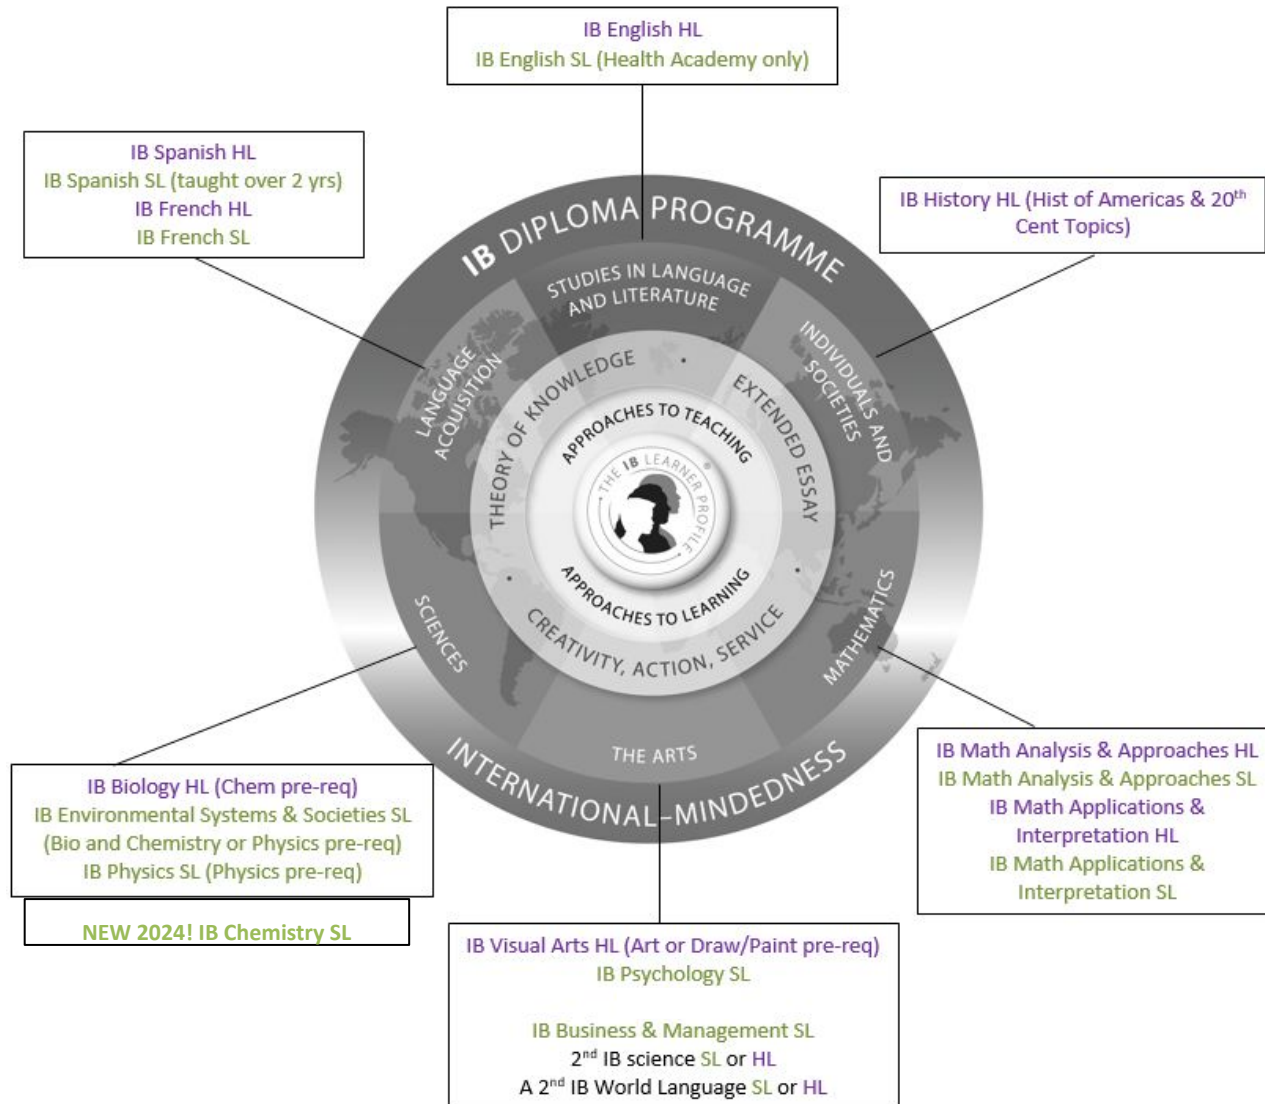 IB English HL
IB English SL (Health Academy only)
IB Spanish HL
IB Spanish SL (taught over 2 yrs)
IB French HL
IB French SL
IB History HL (Hist of Americas & 20th
Cent Topics)
IB DIPLOMA PROGRAMME
STUDIES IN LANGUAGE
AND LITERATURE
LANGUAGE
ACQUISITION
INDIVIDUALS AND
SOCIETIES
THEORY OF KNOWLEDGE
EXTENDED ESSAY
APPROACHES TO TEACHING
THE IB LEARNER PROFILE
®
APPROACHES TO LEARNING
CREATIVITY, ACTION, SERVICE
SCIENCES
MATHEMATICS
THE ARTS
INTERNATIONAL-MINDEDNESS
IB Biology HL (Chem pre-req)
IB Environmental Systems & Societies SL
(Bio and Chemistry or Physics pre-req)
IB Physics SL (Physics pre-req)
NEW 2024! IB Chemistry SL
IB Math Analysis & Approaches HL
IB Math Analysis & Approaches SL
IB Math Applications &
Interpretation HL
IB Math Applications &
Interpretation SL
IB Visual Arts HL (Art or Draw/Paint pre-req)
IB Psychology SL
IB Business & Management SL
2nd IB science SL or HL
A 2nd IB World Language SL or HL